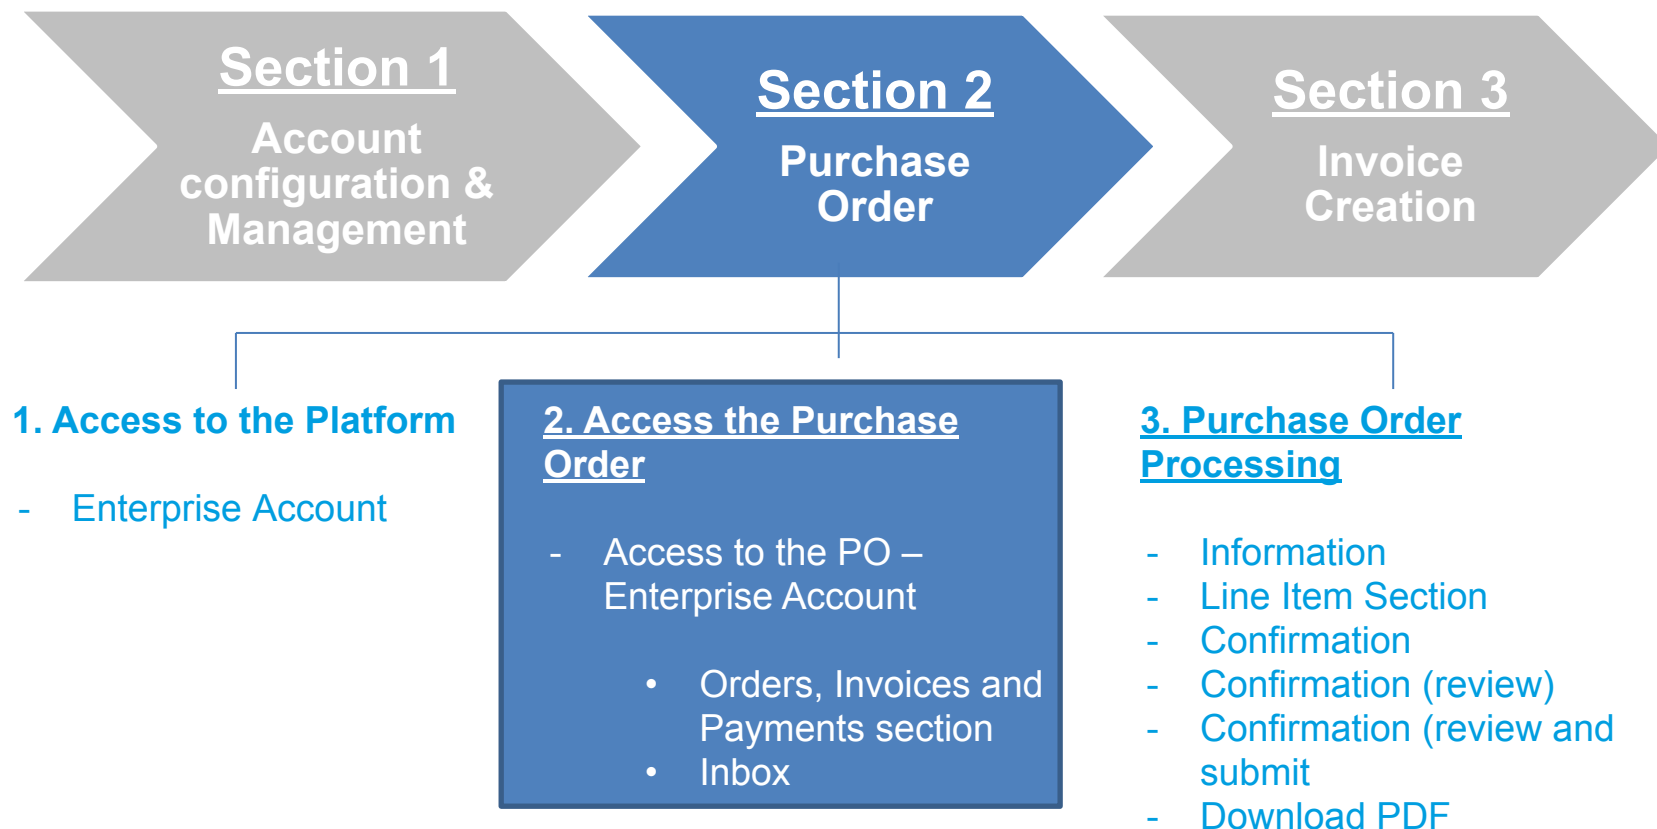 Section 1
Account
configuration &
Management
Section 2
Purchase
Order
Section 3
Invoice
Creation
1. Access to the Platform
- Enterprise Account
2. Access the Purchase
Order
- Access to the PO –
Enterprise Account
• Orders, Invoices and
Payments section
• Inbox
3. Purchase Order
Processing
- Information
- Line Item Section
- Confirmation
- Confirmation (review)
- Confirmation (review and
submit
- Download PDF